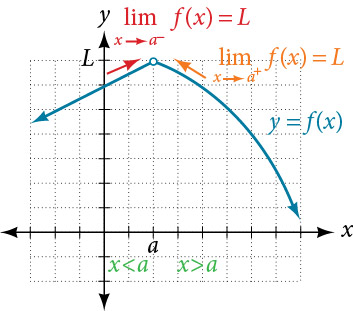 y
lim f(x) = L
x→a⁻
L
lim f(x) = L
x→a⁺
y = f(x)
x
a
x<a
x>a